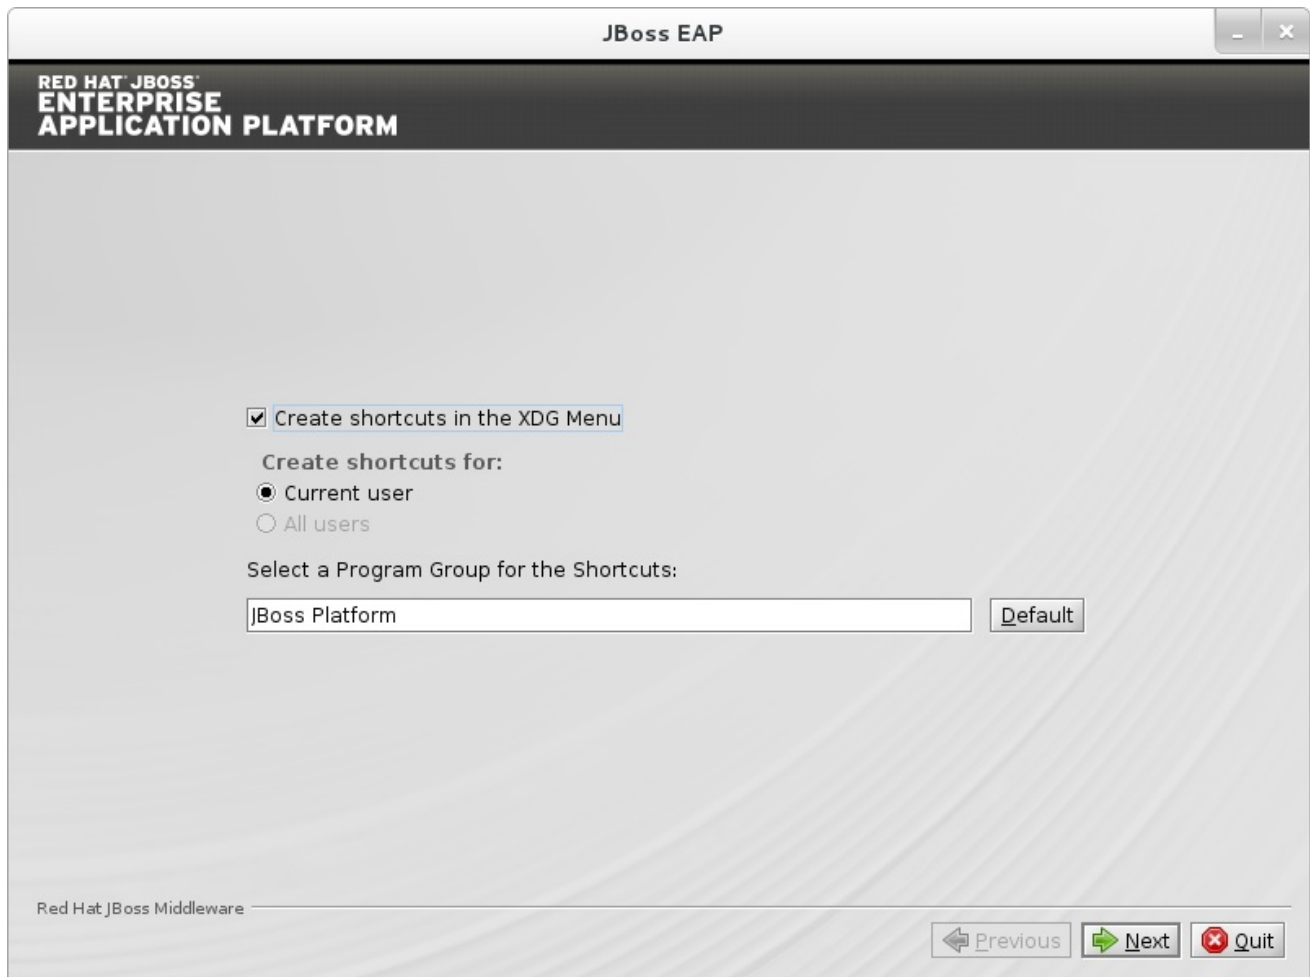 JBoss EAP
RED HAT® JBOSS®
ENTERPRISE
APPLICATION PLATFORM
Create shortcuts in the XDG Menu
Create shortcuts for:
Current user
All users
Select a Program Group for the Shortcuts:
JBoss Platform
Default
Red Hat JBoss Middleware
Previous
Next
Quit